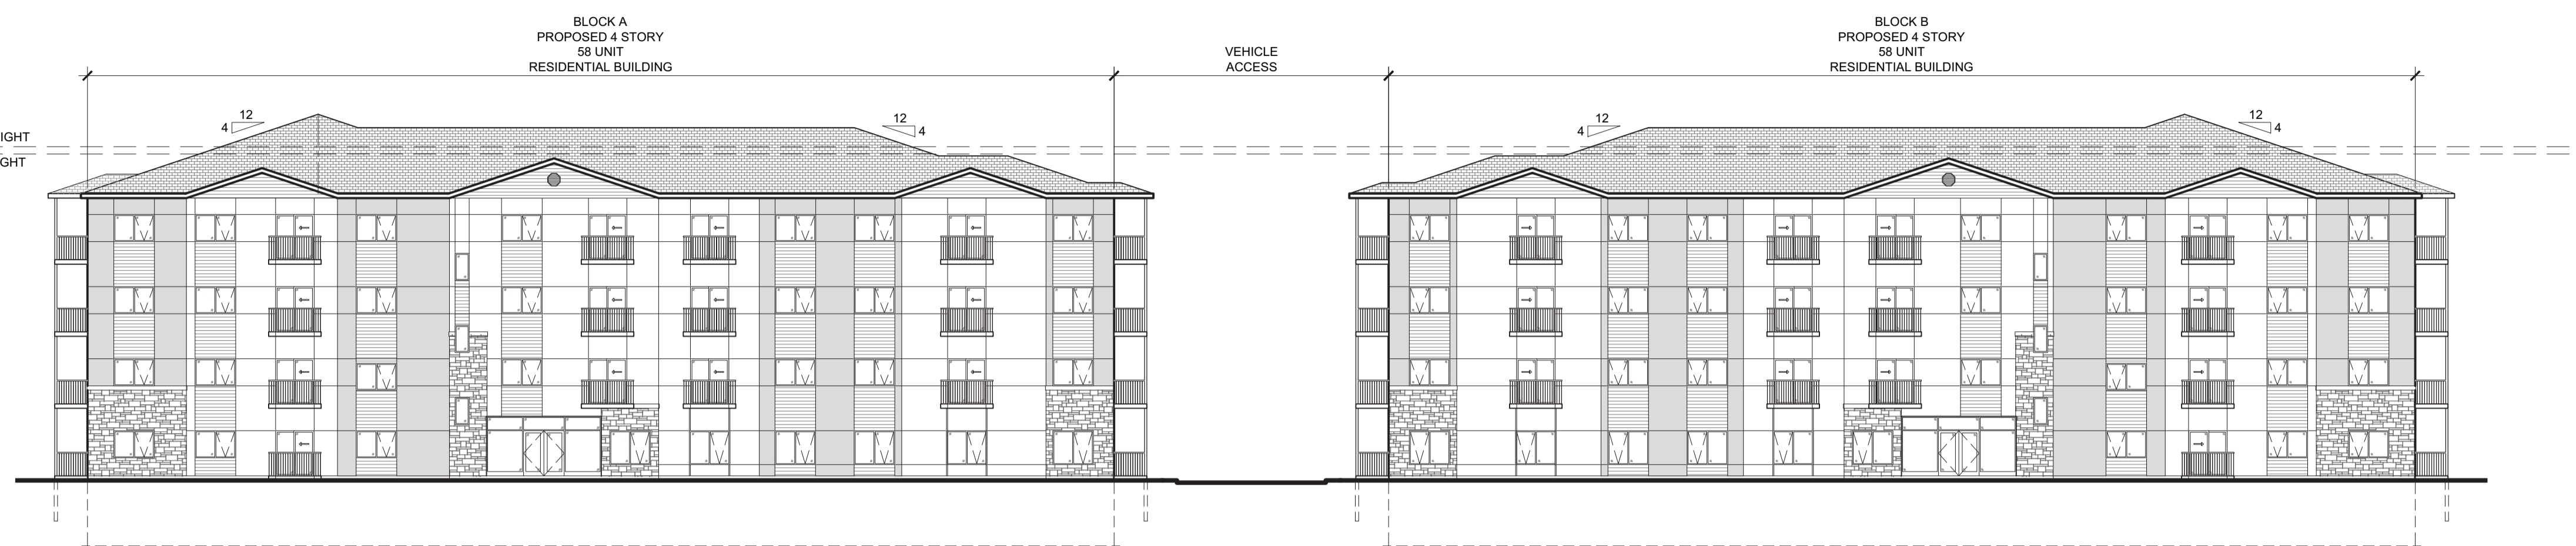 BLOCK A
PROPOSED 4 STORY
58 UNIT
RESIDENTIAL BUILDING
VEHICLE
ACCESS
BLOCK B
PROPOSED 4 STORY
58 UNIT
RESIDENTIAL BUILDING
12
4
12
4
12
4
12
4
IGHT
GHT